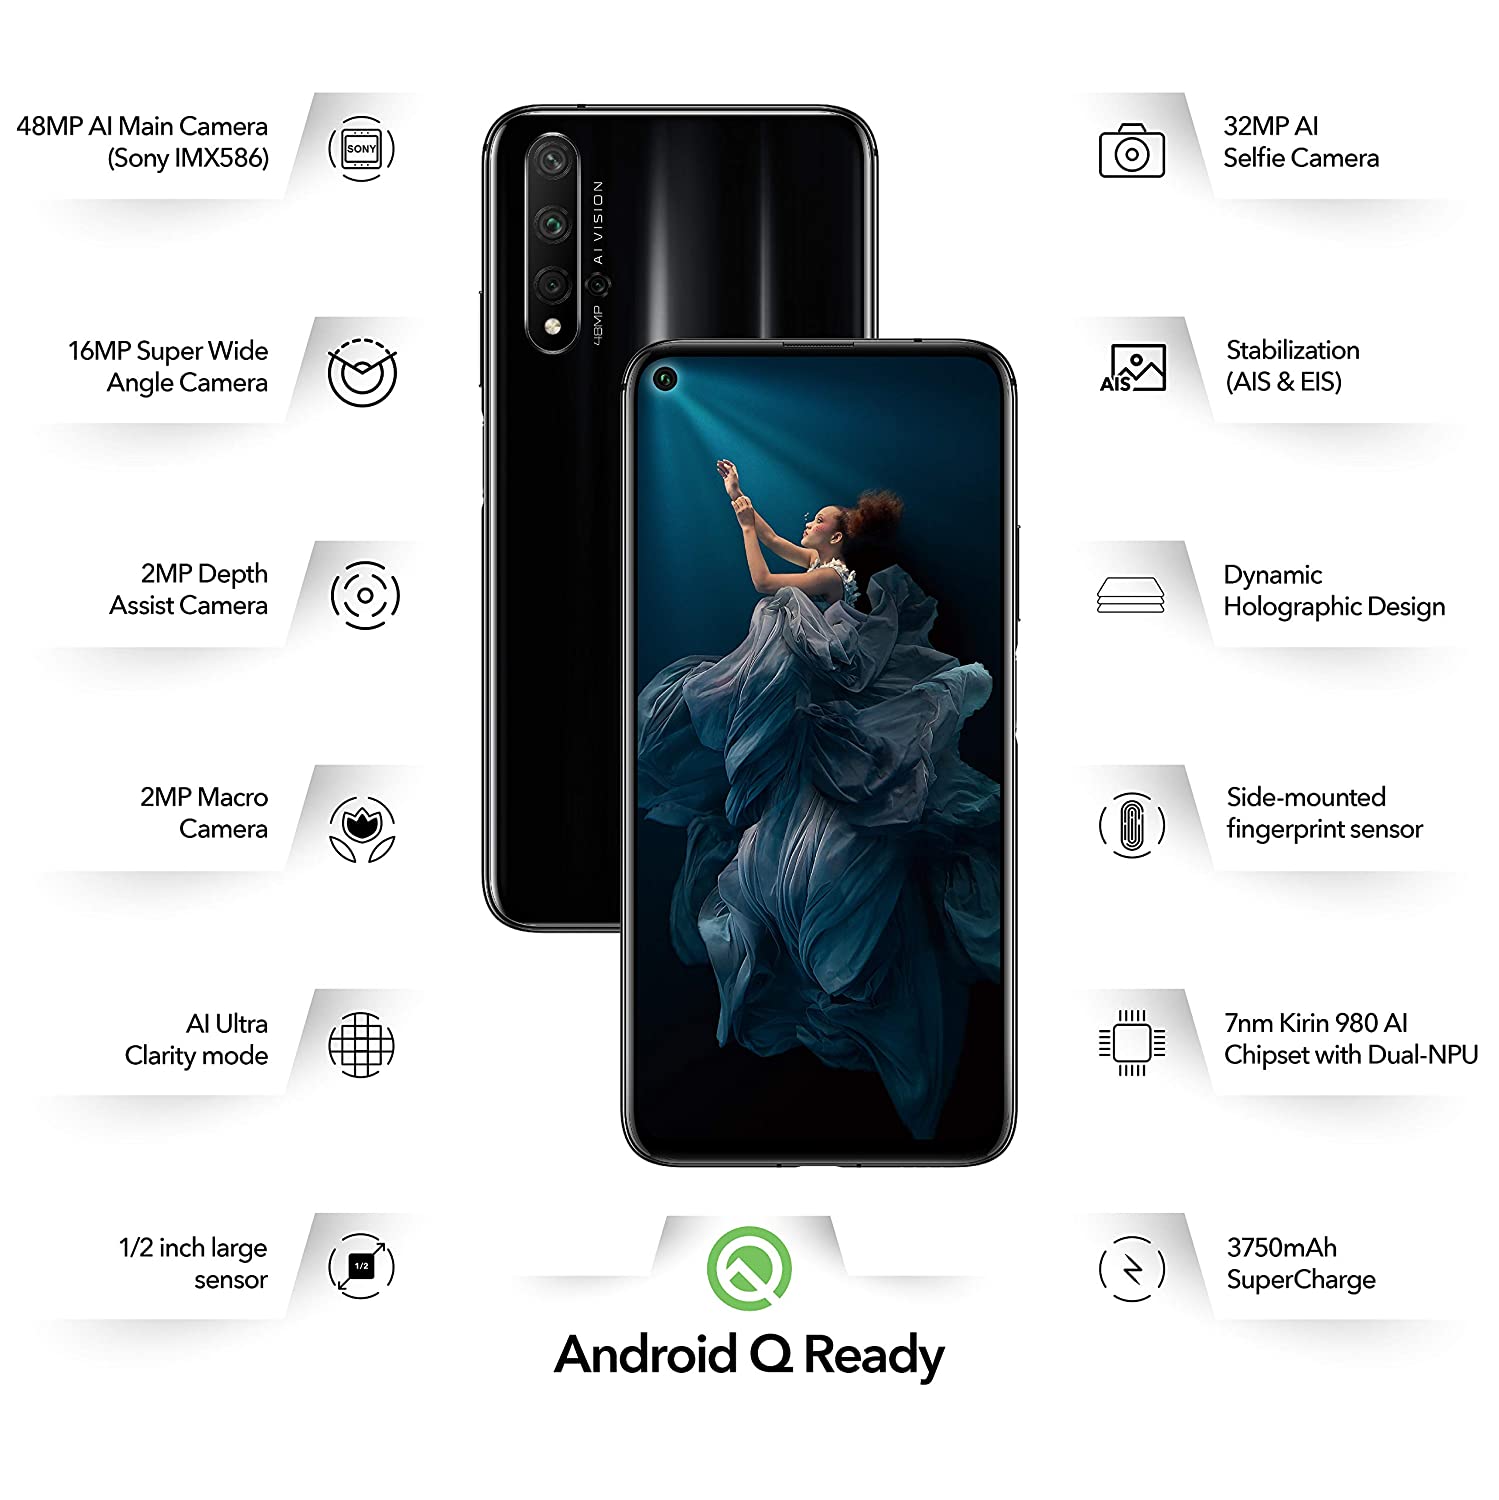 48MP AI Main Camera
(Sony IMX586)
SONY
16MP Super Wide
Angle Camera
2MP Depth
Assist Camera
2MP Macro
Camera
AI Ultra
Clarity mode
1/2 inch large
sensor
1/2
48MP AI VISION
32MP AI
Selfie Camera
AIS
Stabilization
(AIS & EIS)
Dynamic
Holographic Design
Side-mounted
fingerprint sensor
7nm Kirin 980 AI
Chipset with Dual-NPU
3750mAh
SuperCharge
Android Q Ready